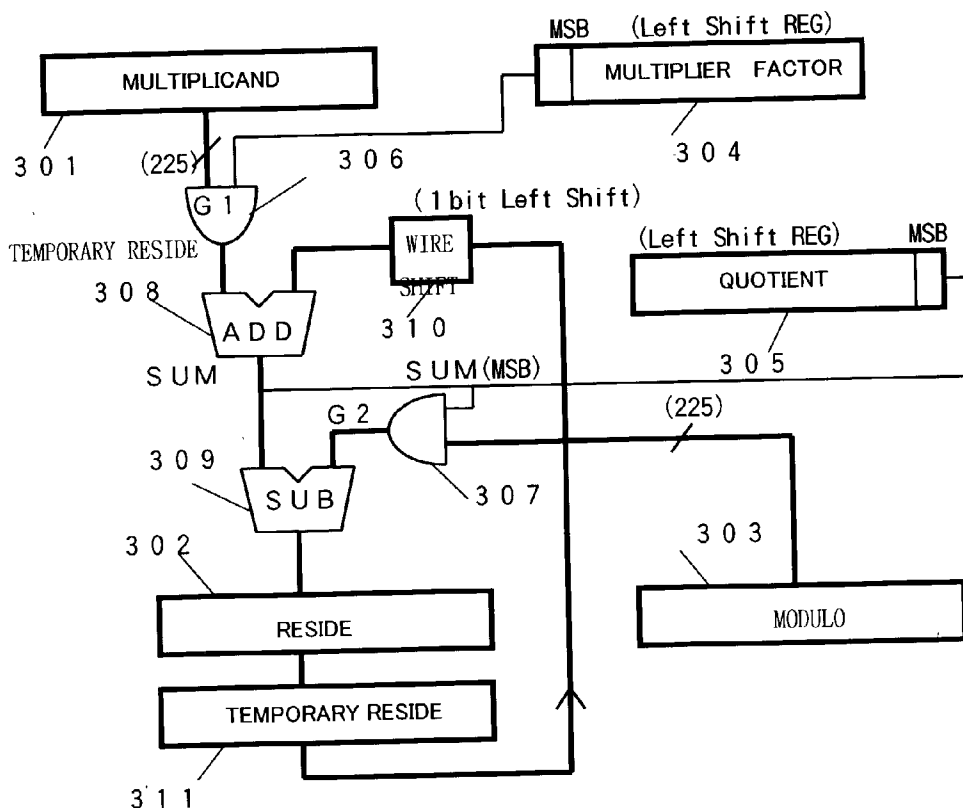 MSB (Left Shift REG)
MULTIPLICAND
MULTIPLIER FACTOR
301
(225)
306
304
G1
(1bit Left Shift)
TEMPORARY RESIDE
WIRE
SHIFT
(Left Shift REG) MSB
QUOTIENT
308
310
ADD
SUM
SUM(MSB)
305
G2
(225)
309
307
SUB
302
303
RESIDE
MODULO
TEMPORARY RESIDE
311